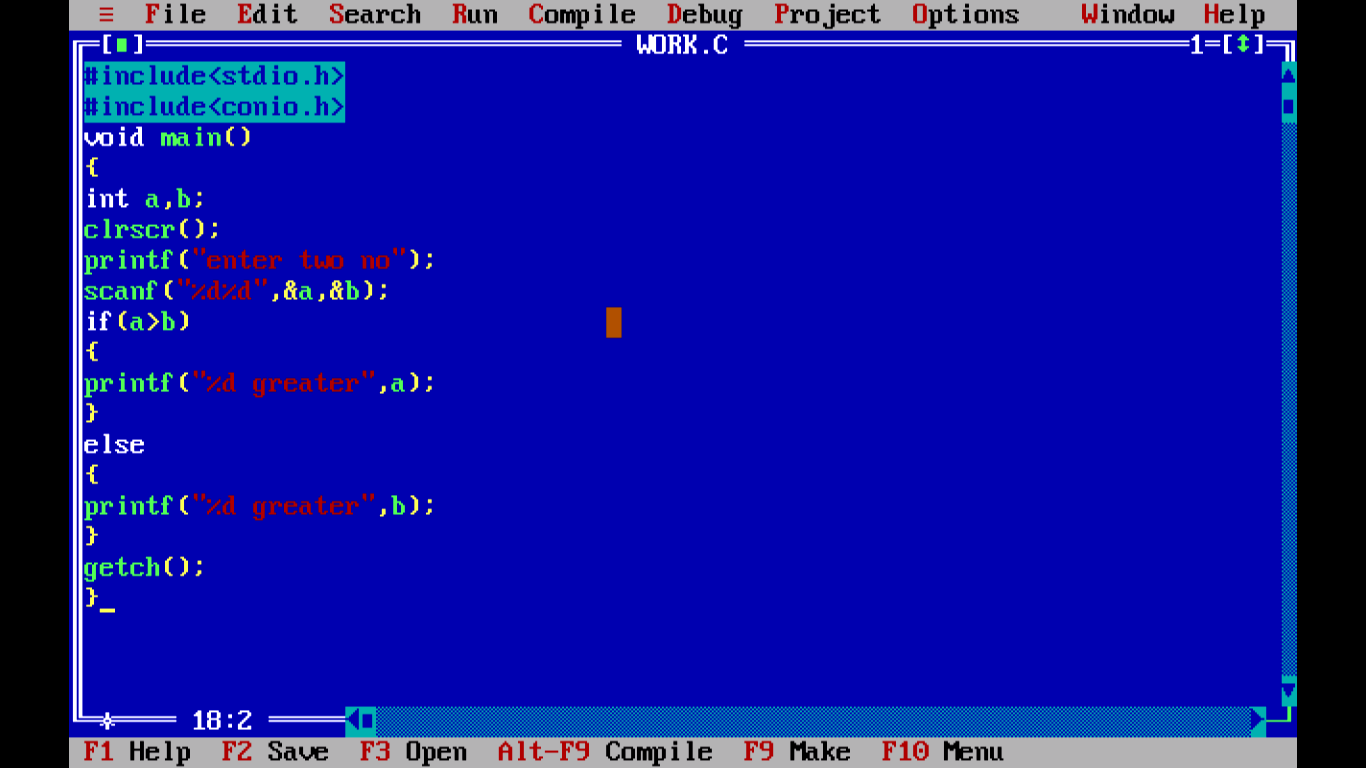 ≡ File Edit Search Run Compile Debug Project Options Window Help
[■] WORK.C 1=[↕]
#include<stdio.h>
#include<conio.h>
void main()
{
int a,b;
clrscr();
printf("enter two no");
scanf("%d%d",&a,&b);
if(a>b)
{
printf("%d greater",a);
}
else
{
printf("%d greater",b);
}
getch();
}
18:2
F1 Help F2 Save F3 Open Alt-F9 Compile F9 Make F10 Menu